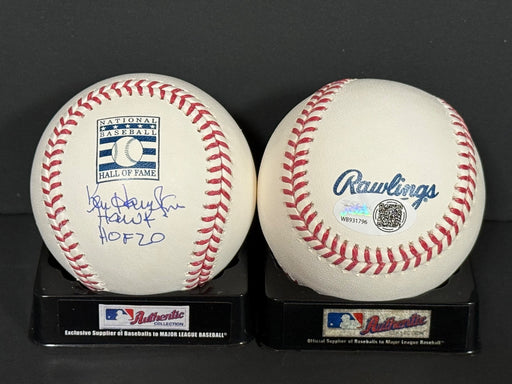 NATIONAL
BASEBALL
HALL OF FAME
Ken Harrelson
"HAWK"
HOF 20
Authentic
COLLECTION
Exclusive Supplier of Baseballs to MAJOR LEAGUE BASEBALL®
Rawlings
WB931796
Authentic
COLLECTION
Official Supplier of Baseballs to Major League Baseball